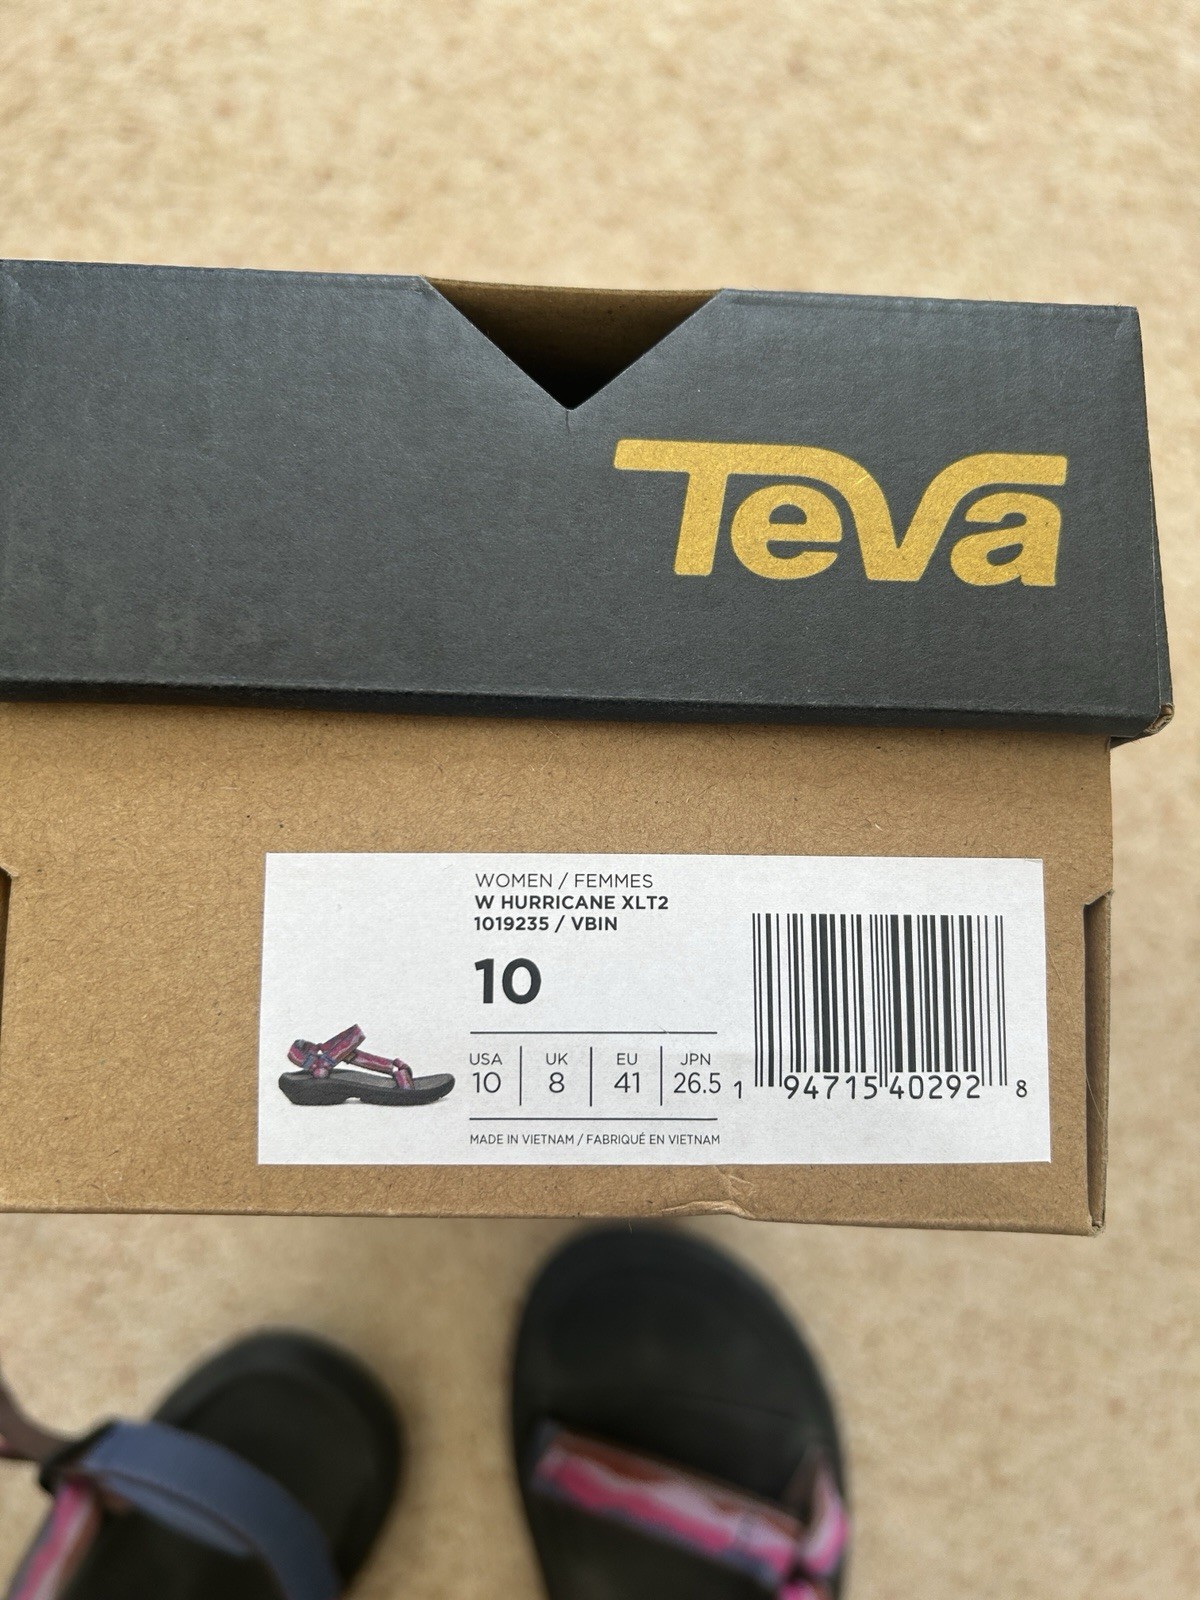 Teva
WOMEN / FEMMES
W HURRICANE XLT2
1019235 / VBIN
10
USA UK EU JPN
10 8 41 26.5
MADE IN VIETNAM / FABRIQUÉ EN VIETNAM
1 94715 40292 8